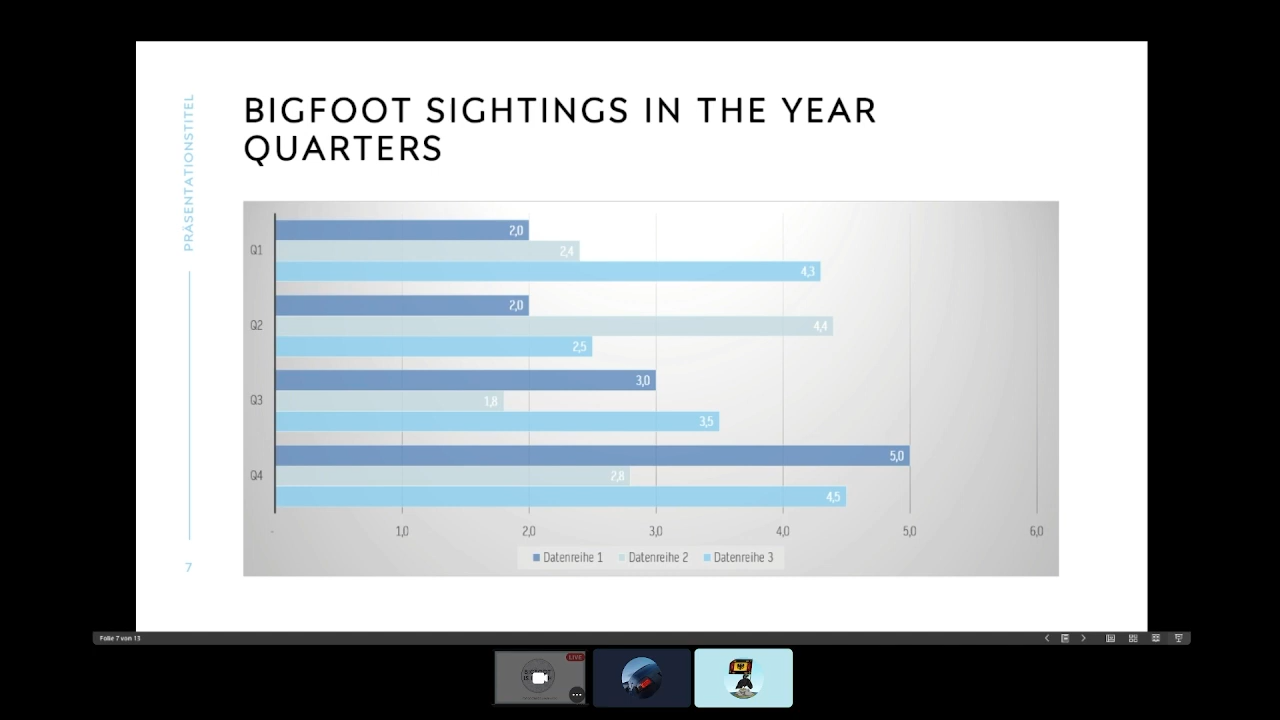 BIGFOOT SIGHTINGS IN THE YEAR
QUARTERS
PRÄSENTATIONSTITEL
Q1
2,0
2,4
4,3
Q2
2,0
4,4
2,5
Q3
3,0
1,8
3,5
Q4
5,0
2,8
4,5
- 1,0 2,0 3,0 4,0 5,0 6,0
Datenreihe 1 Datenreihe 2 Datenreihe 3
7
Folie 7 von 13
LIVE